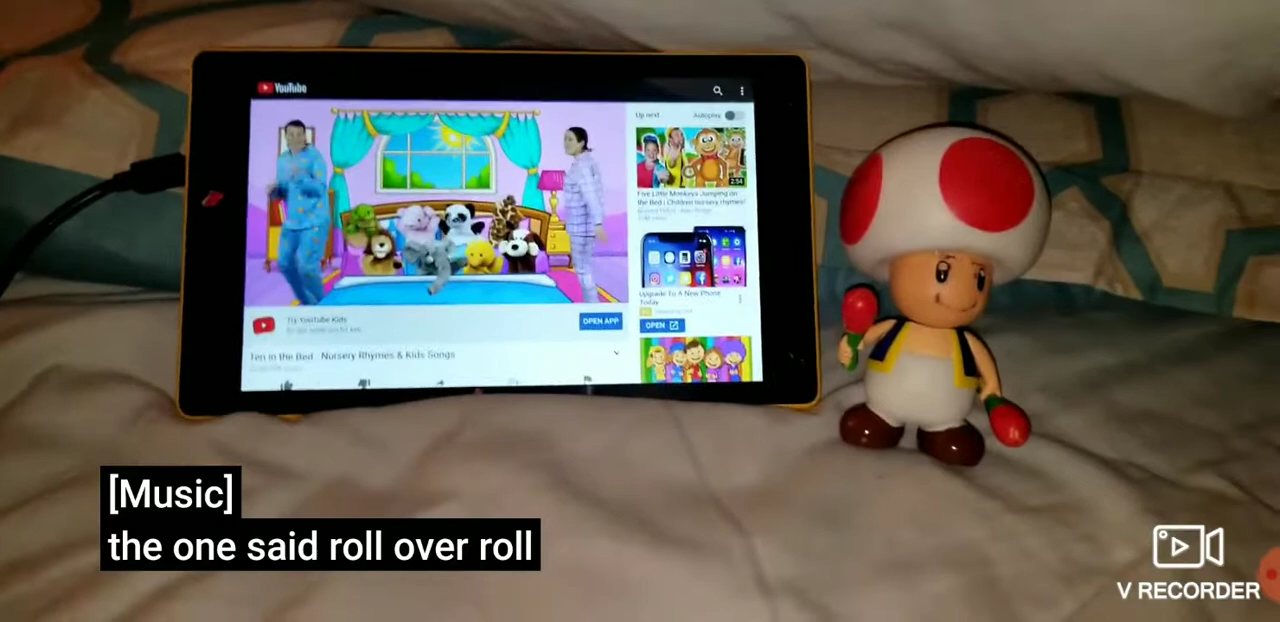 YouTube
Up next
Autoplay
2:54
Five Little Monkeys Jumping on
the Bed | Children nursery rhymes!
Upgrade To A New Phone
Today
OPEN
Try YouTube Kids
OPEN APP
Ten in the Bed - Nursery Rhymes & Kids Songs
[Music]
the one said roll over roll
V RECORDER